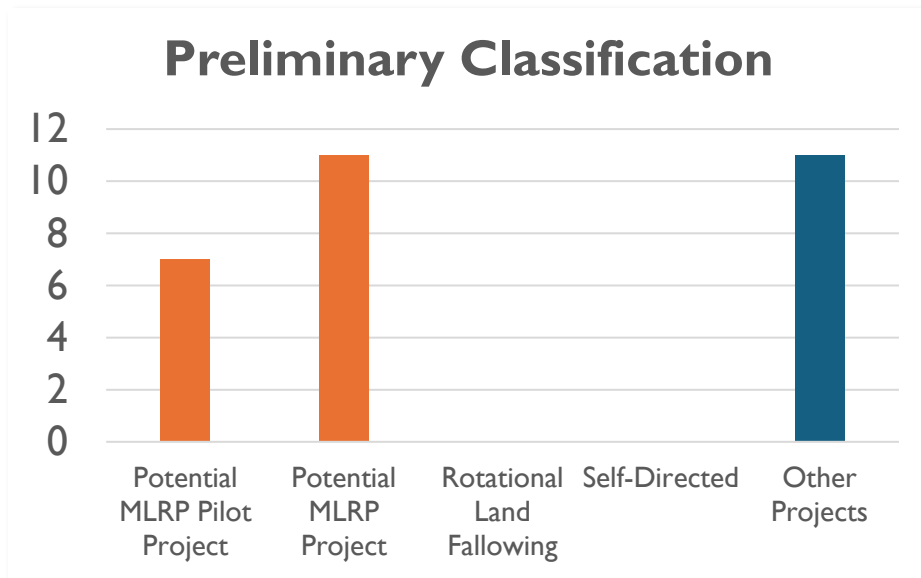 Preliminary Classification
12
10
8
6
4
2
0
Potential
MLRP Pilot
Project
Potential
MLRP
Project
Rotational
Land
Fallowing
Self-Directed
Other
Projects